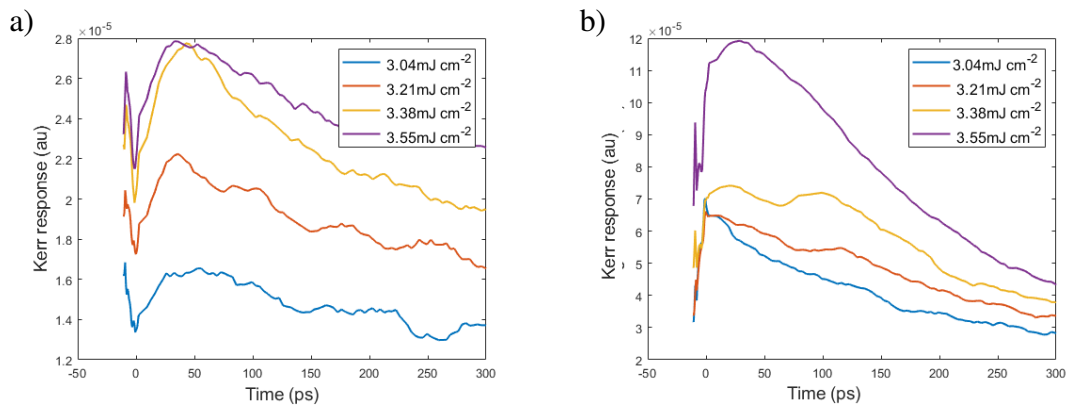 a)
×10⁻⁵
2.8
2.6
2.4
2.2
2
1.8
1.6
1.4
1.2
Kerr response (au)
3.04mJ cm⁻²
3.21mJ cm⁻²
3.38mJ cm⁻²
3.55mJ cm⁻²
-50 0 50 100 150 200 250 300
Time (ps)
b)
×10⁻⁵
12
11
10
9
8
7
6
5
4
3
2
Kerr response (au)
3.04mJ cm⁻²
3.21mJ cm⁻²
3.38mJ cm⁻²
3.55mJ cm⁻²
-50 0 50 100 150 200 250 300
Time (ps)